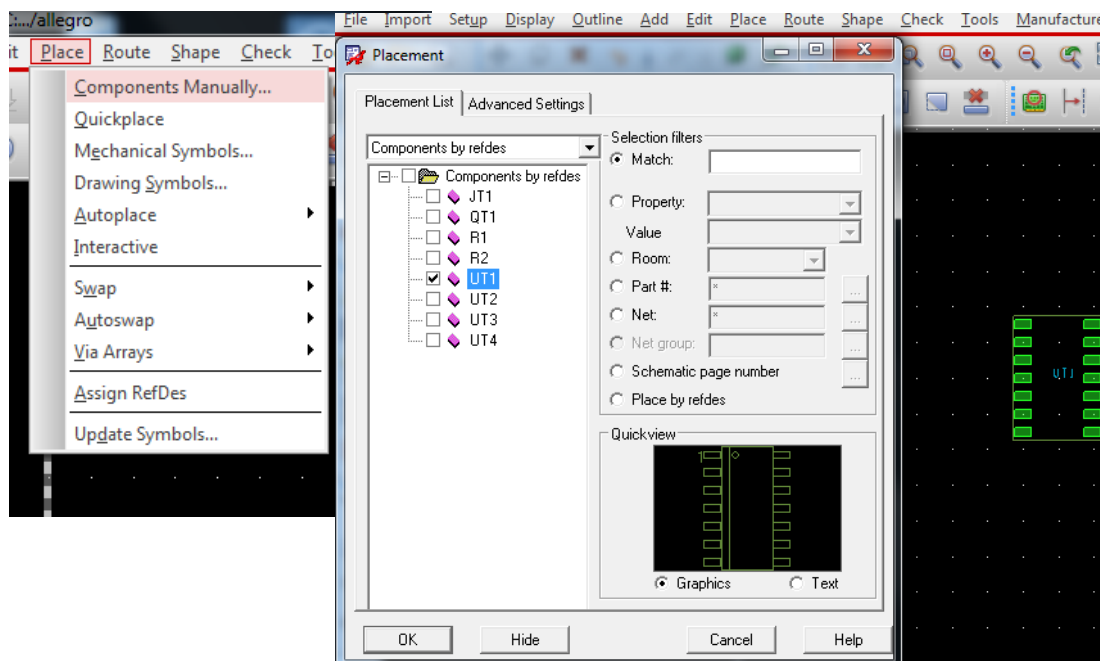 :.../allegro
it Place Route Shape Check To
Components Manually...
Quickplace
Mechanical Symbols...
Drawing Symbols...
Autoplace
Interactive
Swap
Autoswap
Via Arrays
Assign RefDes
Update Symbols...
File Import Setup Display Outline Add Edit Place Route Shape Check Tools Manufacture
Placement
Placement List Advanced Settings
Components by refdes
Components by refdes
JT1
QT1
R1
R2
UT1
UT2
UT3
UT4
Selection filters
Match:
Property:
Value
Room:
Part #: *
...
Net: *
...
Net group:
...
Schematic page number
...
Place by refdes
Quickview
1
Graphics Text
OK Hide Cancel Help
UT1